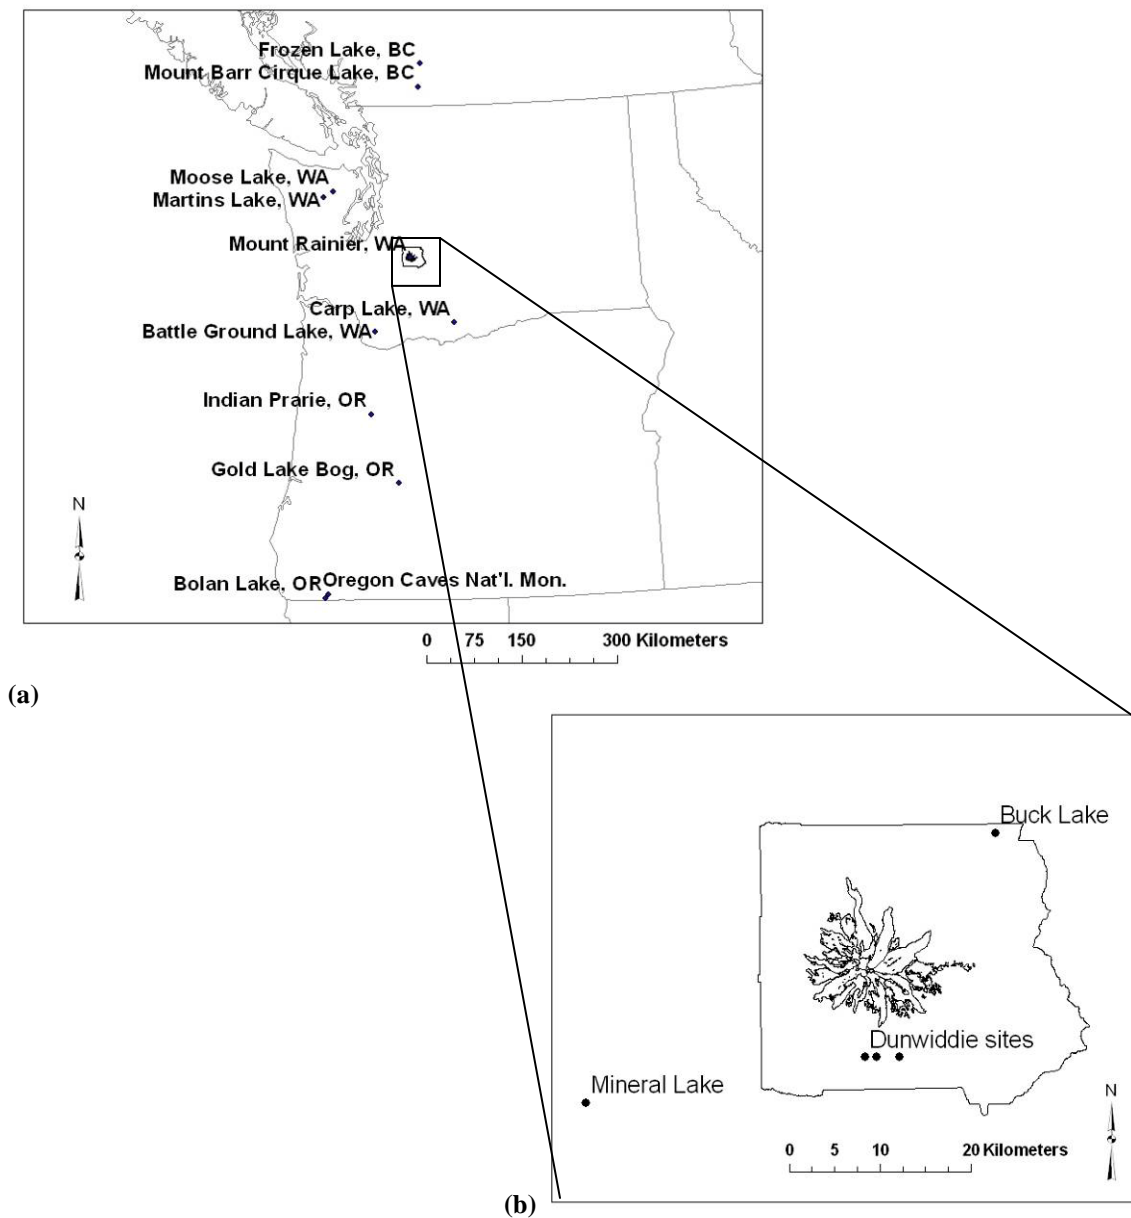 Frozen Lake, BC
Mount Barr Cirque Lake, BC
Moose Lake, WA
Martins Lake, WA
Mount Rainier, WA
Carp Lake, WA
Battle Ground Lake, WA
Indian Prarie, OR
Gold Lake Bog, OR
N
Bolan Lake, OR Oregon Caves Nat'l. Mon.
0 75 150 300 Kilometers
(a)
Buck Lake
Dunwiddie sites
Mineral Lake
N
0 5 10 20 Kilometers
(b)